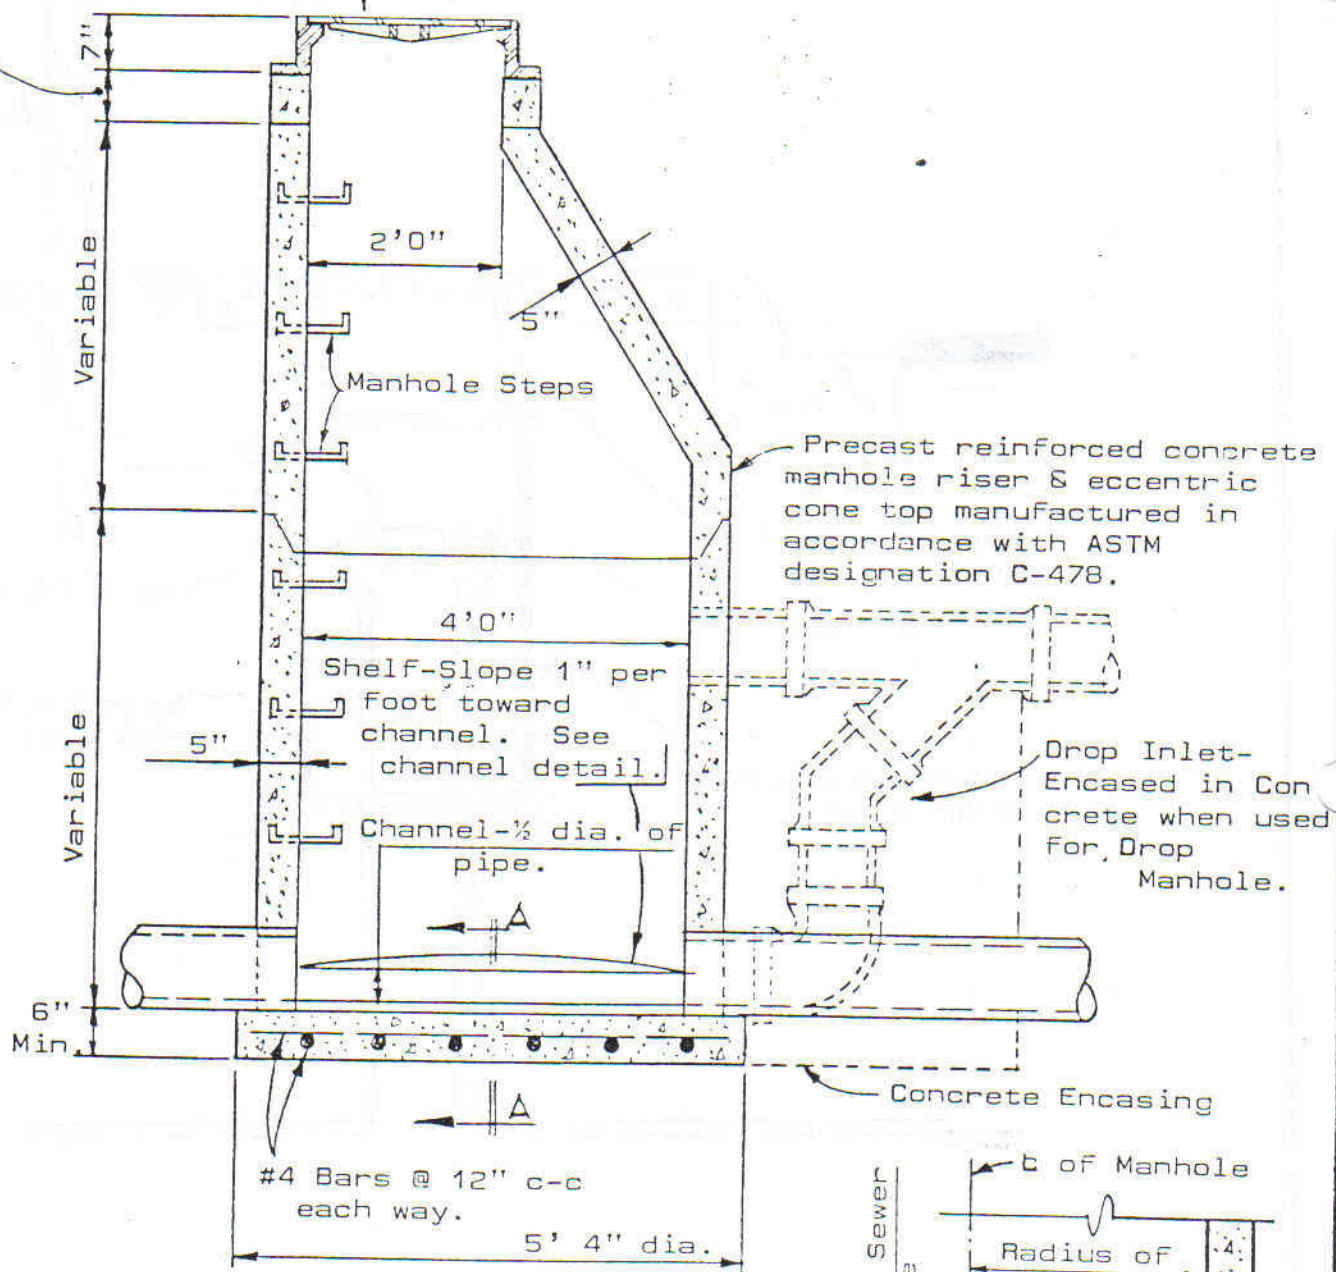 7"
Variable
2'0"
5"
Manhole Steps
Precast reinforced concrete
manhole riser & eccentric
cone top manufactured in
accordance with ASTM
designation C-478.
4'0"
Shelf-Slope 1" per
foot toward
channel. See
channel detail.
5"
Variable
Drop Inlet-
Encased in Con
crete when used
for Drop
Manhole.
Channel-½ dia. of
pipe.
A
6"
Min.
A
Concrete Encasing
#4 Bars @ 12" c-c
each way.
5' 4" dia.
Sewer
C of Manhole
Radius of